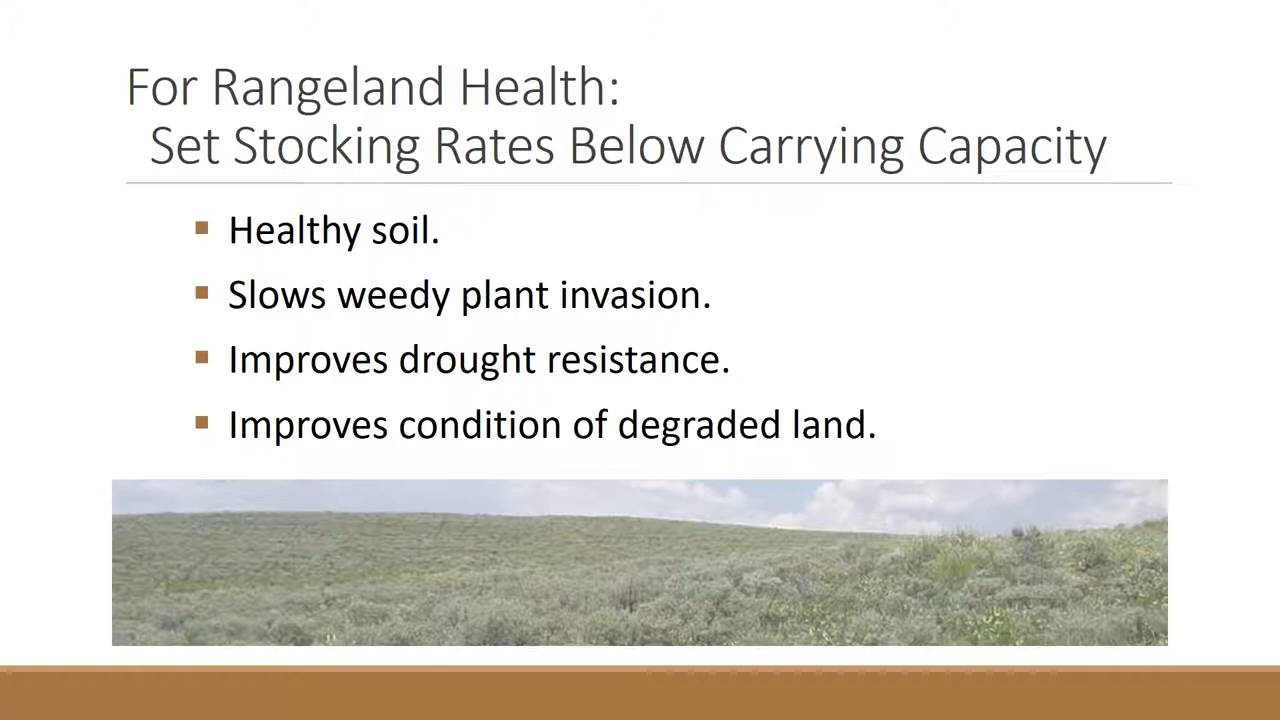 For Rangeland Health:
Set Stocking Rates Below Carrying Capacity
Healthy soil.
Slows weedy plant invasion.
Improves drought resistance.
Improves condition of degraded land.